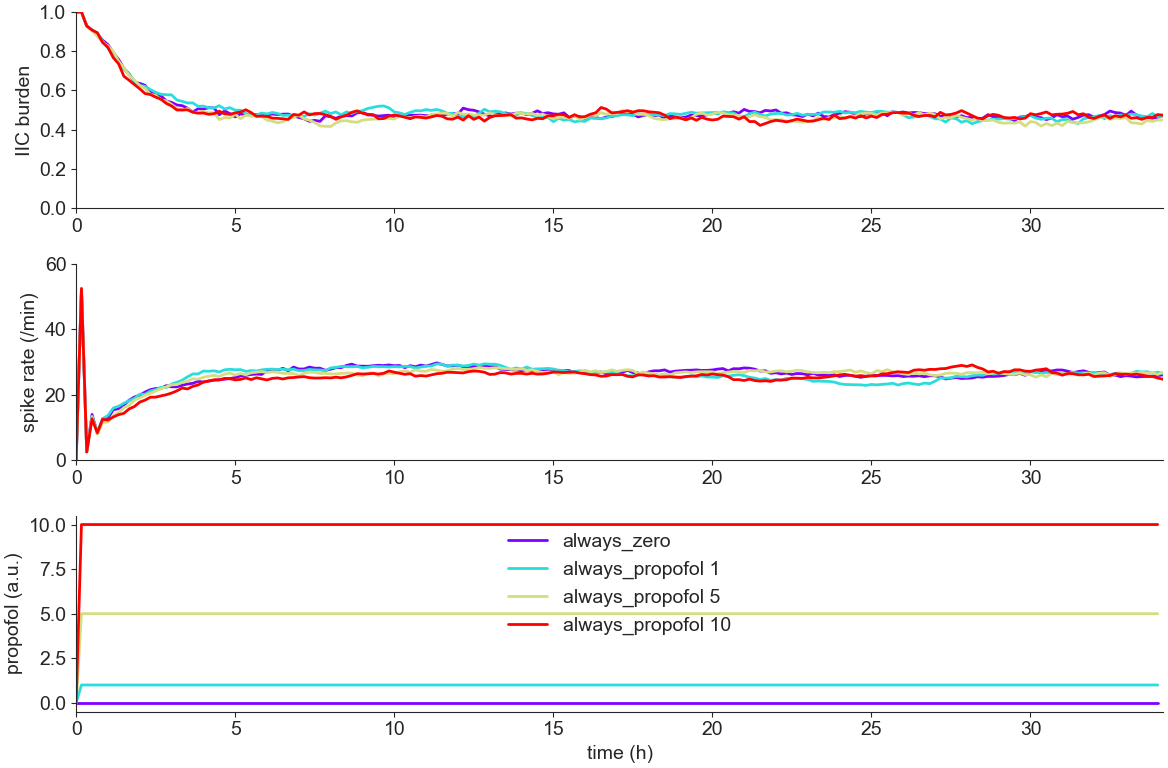 1.0
0.8
0.6
0.4
0.2
0.0
IIC burden
0 5 10 15 20 25 30
60
40
20
0
spike rate (/min)
0 5 10 15 20 25 30
10.0
7.5
5.0
2.5
0.0
propofol (a.u.)
always_zero
always_propofol 1
always_propofol 5
always_propofol 10
0 5 10 15 20 25 30
time (h)